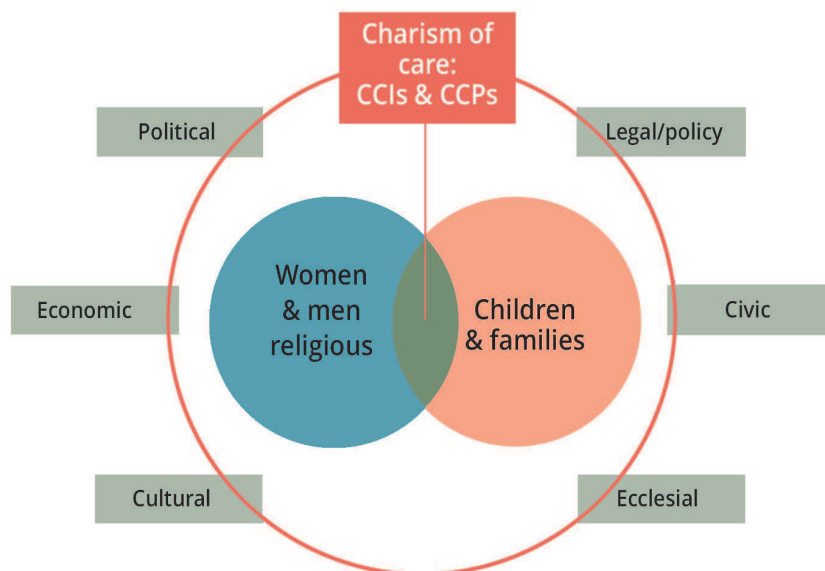 Charism of
care:
CCIs & CCPs
Political
Legal/policy
Women
& men
religious
Children
& families
Economic
Civic
Cultural
Ecclesial